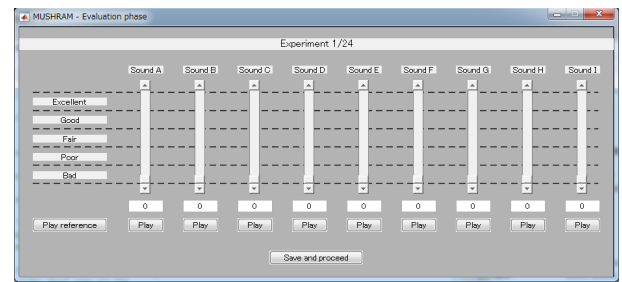 MUSHRAM - Evaluation phase
Experiment 1/24
Sound A Sound B Sound C Sound D Sound E Sound F Sound G Sound H Sound I
Excellent
Good
Fair
Poor
Bad
0 0 0 0 0 0 0 0 0
Play reference Play Play Play Play Play Play Play Play Play
Save and proceed